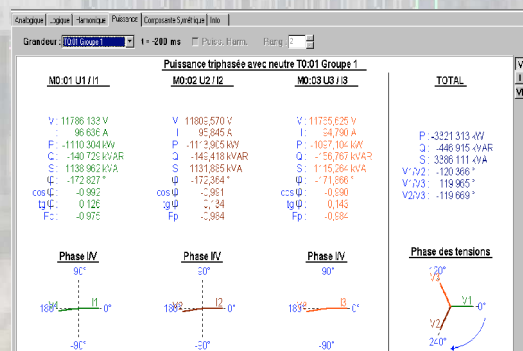 Analogique Logique Harmonique Puissance Composante Symétrique Info
Grandeur : T0:01 Groupe 1 t = -200 ms Puiss. Harm. Rang 2
Puissance triphasée avec neutre T0:01 Groupe 1
M0:01 U1 / I1 M0:02 U2 / I2 M0:03 U3 / I3 TOTAL
V : 11786,133 V V 11809,570 V V : 11755,625 V
I : 96,636 A I 95,845 A I : 94,790 A
P : -1110,304 kW P -1113,905 kW P : -1097,104 kW P : -3321,313 kW
Q : -140,729 kVAR Q -149,418 kVAR Q : -156,767 kVAR Q : -446,915 kVAR
S : 1138,962 kVA S 1131,885 kVA S : 1115,264 kVA S : 3386,111 kVA
φ : -172,827 ° φ -172,364 ° φ : -171,866 ° V1/V2 : -120,366 °
cosφ : -0,992 cosφ -0,991 cosφ : -0,990 V1/V3 : 119,965 °
tgφ : 0,126 tgφ 0,134 tgφ : 0,143 V2/V3 : -119,669 °
Fp : -0,975 Fp -0,984 Fp : -0,984
Phase I/V Phase I/V Phase I/V Phase des tensions
90° 90° 90° 120°
V3
I1 0° I2 0° I3 0° V1 0°
V2
-90° -90° -90° 240°